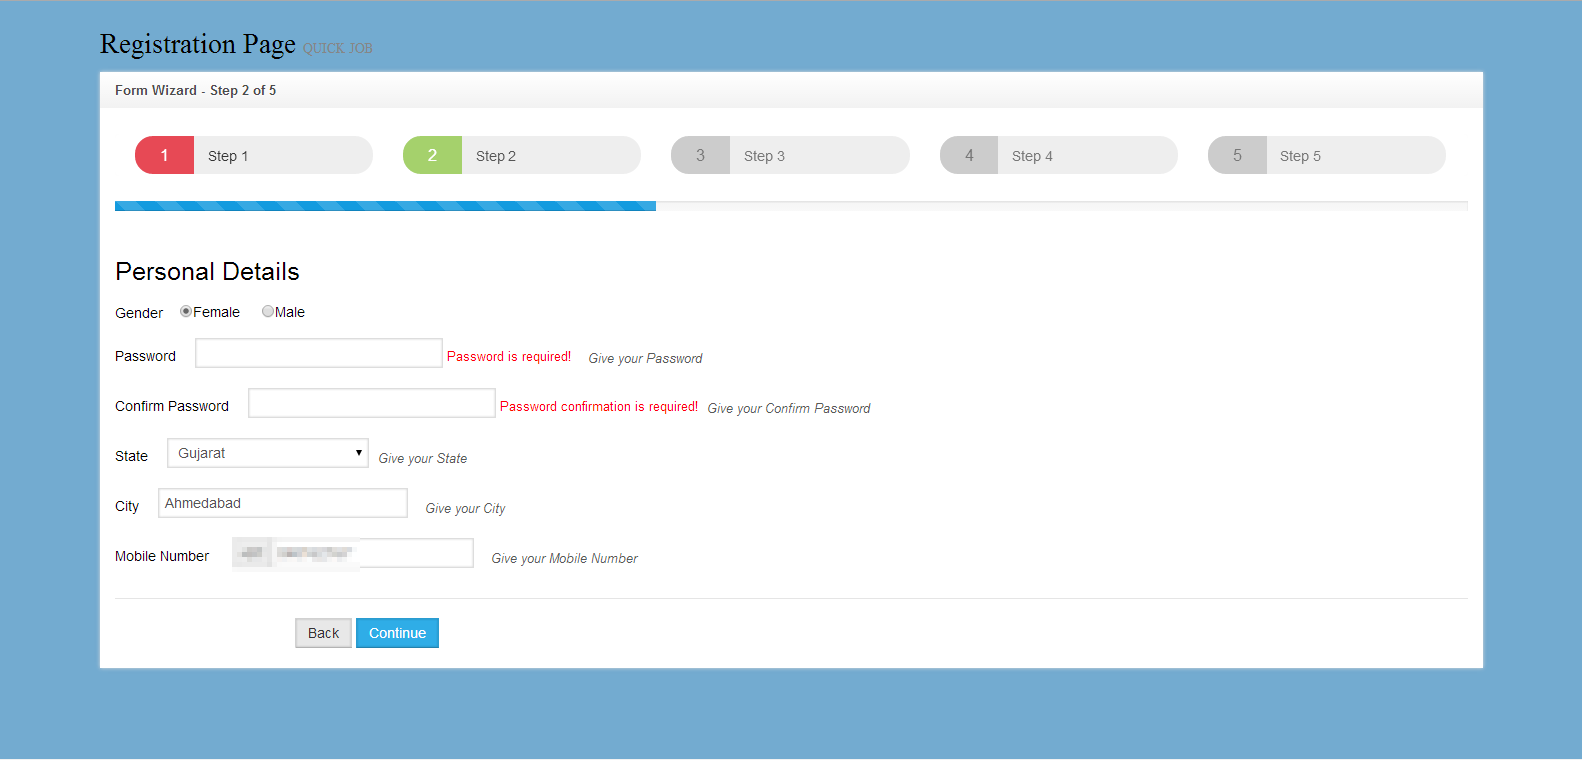 Registration Page QUICK JOB
Form Wizard - Step 2 of 5
1 Step 1 2 Step 2 3 Step 3 4 Step 4 5 Step 5
Personal Details
Gender Female Male
Password Password is required! Give your Password
Confirm Password Password confirmation is required! Give your Confirm Password
State Gujarat Give your State
City Ahmedabad Give your City
Mobile Number Give your Mobile Number
Back Continue